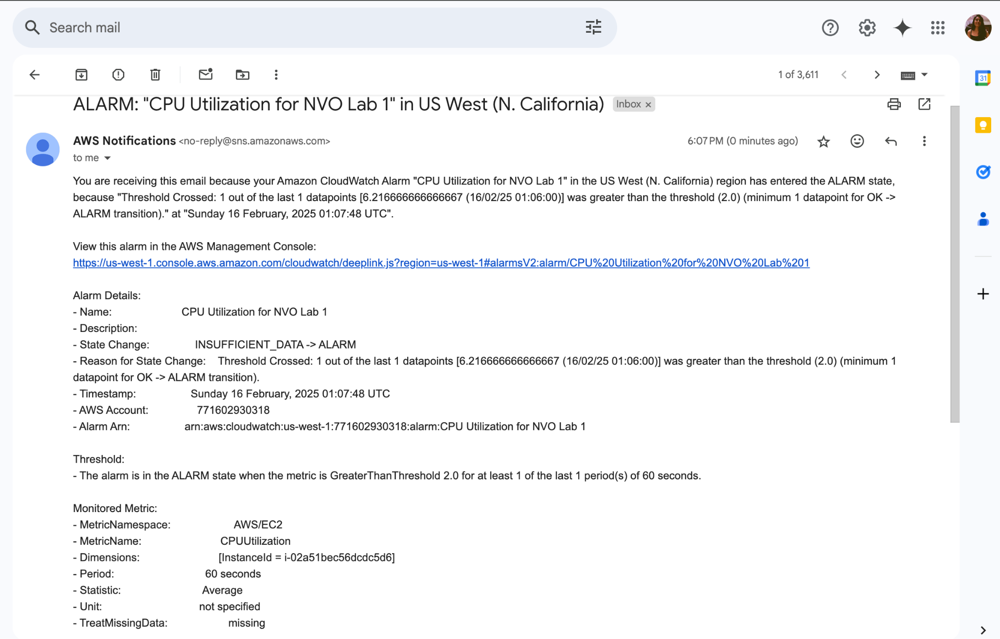 Search mail
1 of 3,611
31
ALARM: "CPU Utilization for NVO Lab 1" in US West (N. California) Inbox ×
AWS Notifications <no-reply@sns.amazonaws.com> 6:07 PM (0 minutes ago)
to me
You are receiving this email because your Amazon CloudWatch Alarm "CPU Utilization for NVO Lab 1" in the US West (N. California) region has entered the ALARM state,
because "Threshold Crossed: 1 out of the last 1 datapoints [6.216666666666667 (16/02/25 01:06:00)] was greater than the threshold (2.0) (minimum 1 datapoint for OK ->
ALARM transition)." at "Sunday 16 February, 2025 01:07:48 UTC".
View this alarm in the AWS Management Console:
https://us-west-1.console.aws.amazon.com/cloudwatch/deeplink.js?region=us-west-1#alarmsV2:alarm/CPU%20Utilization%20for%20NVO%20Lab%201
Alarm Details:
- Name: CPU Utilization for NVO Lab 1
- Description:
- State Change: INSUFFICIENT_DATA -> ALARM
- Reason for State Change: Threshold Crossed: 1 out of the last 1 datapoints [6.216666666666667 (16/02/25 01:06:00)] was greater than the threshold (2.0) (minimum 1
datapoint for OK -> ALARM transition).
- Timestamp: Sunday 16 February, 2025 01:07:48 UTC
- AWS Account: 771602930318
- Alarm Arn: arn:aws:cloudwatch:us-west-1:771602930318:alarm:CPU Utilization for NVO Lab 1
Threshold:
- The alarm is in the ALARM state when the metric is GreaterThanThreshold 2.0 for at least 1 of the last 1 period(s) of 60 seconds.
Monitored Metric:
- MetricNamespace: AWS/EC2
- MetricName: CPUUtilization
- Dimensions: [InstanceId = i-02a51bec56dcdc5d6]
- Period: 60 seconds
- Statistic: Average
- Unit: not specified
- TreatMissingData: missing